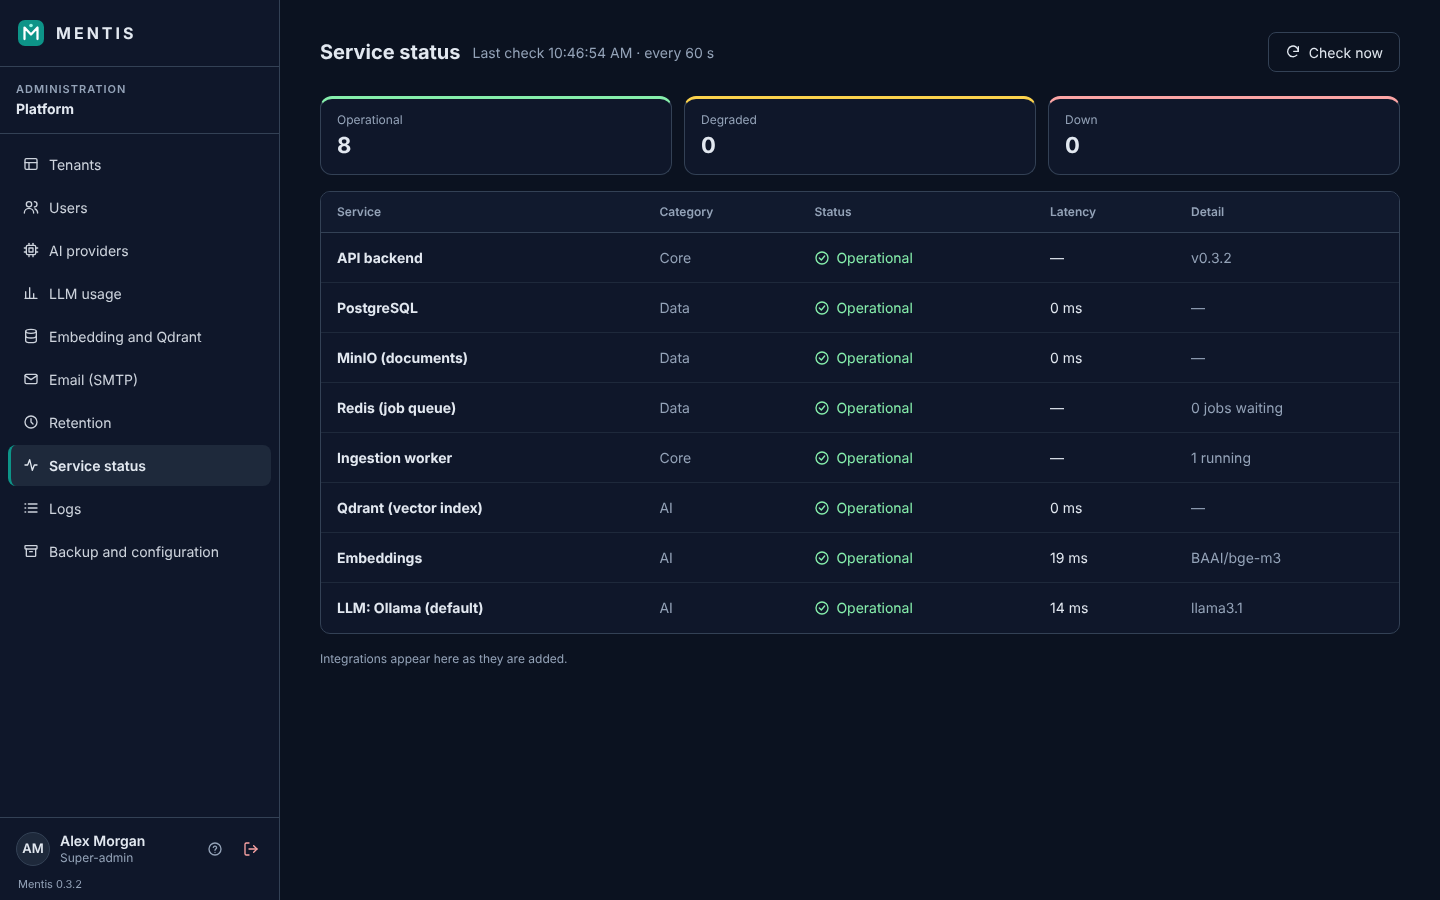 MENTIS
ADMINISTRATION
Platform
Tenants
Users
AI providers
LLM usage
Embedding and Qdrant
Email (SMTP)
Retention
Service status
Logs
Backup and configuration
AM
Alex Morgan
Super-admin
Mentis 0.3.2
Service status Last check 10:46:54 AM · every 60 s
Check now
Operational
8
Degraded
0
Down
0
Service Category Status Latency Detail
API backend Core Operational — v0.3.2
PostgreSQL Data Operational 0 ms —
MinIO (documents) Data Operational 0 ms —
Redis (job queue) Data Operational — 0 jobs waiting
Ingestion worker Core Operational — 1 running
Qdrant (vector index) AI Operational 0 ms —
Embeddings AI Operational 19 ms BAAI/bge-m3
LLM: Ollama (default) AI Operational 14 ms llama3.1
Integrations appear here as they are added.